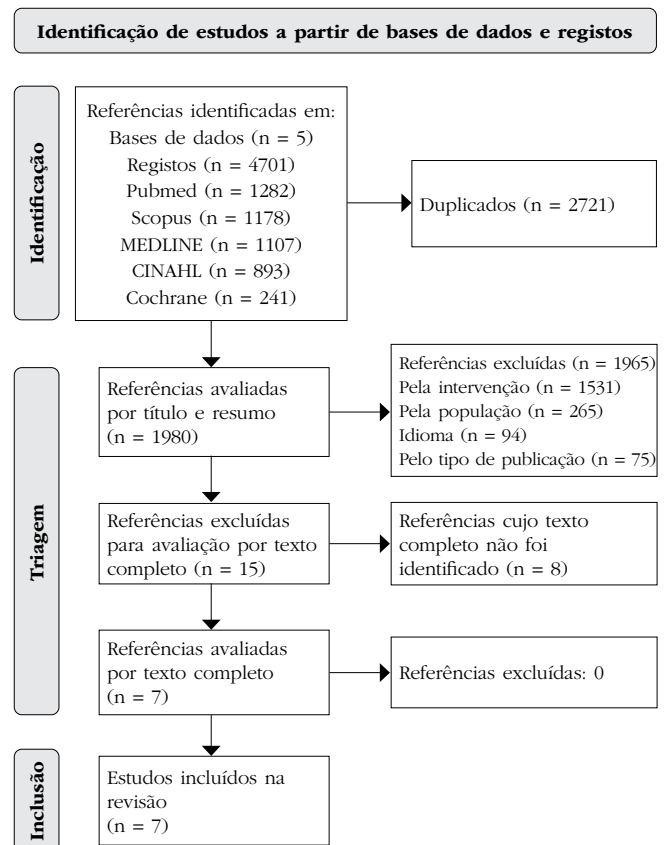 Identificação de estudos a partir de bases de dados e registos
Identificação
Referências identificadas em:
Bases de dados (n = 5)
Registos (n = 4701)
Pubmed (n = 1282)
Scopus (n = 1178)
MEDLINE (n = 1107)
CINAHL (n = 893)
Cochrane (n = 241)
Duplicados (n = 2721)
Triagem
Referências avaliadas
por título e resumo
(n = 1980)
Referências excluídas (n = 1965)
Pela intervenção (n = 1531)
Pela população (n = 265)
Idioma (n = 94)
Pelo tipo de publicação (n = 75)
Referências excluídas
para avaliação por texto
completo (n = 15)
Referências cujo texto
completo não foi
identificado (n = 8)
Referências avaliadas
por texto completo
(n = 7)
Referências excluídas: 0
Inclusão
Estudos incluídos na
revisão
(n = 7)